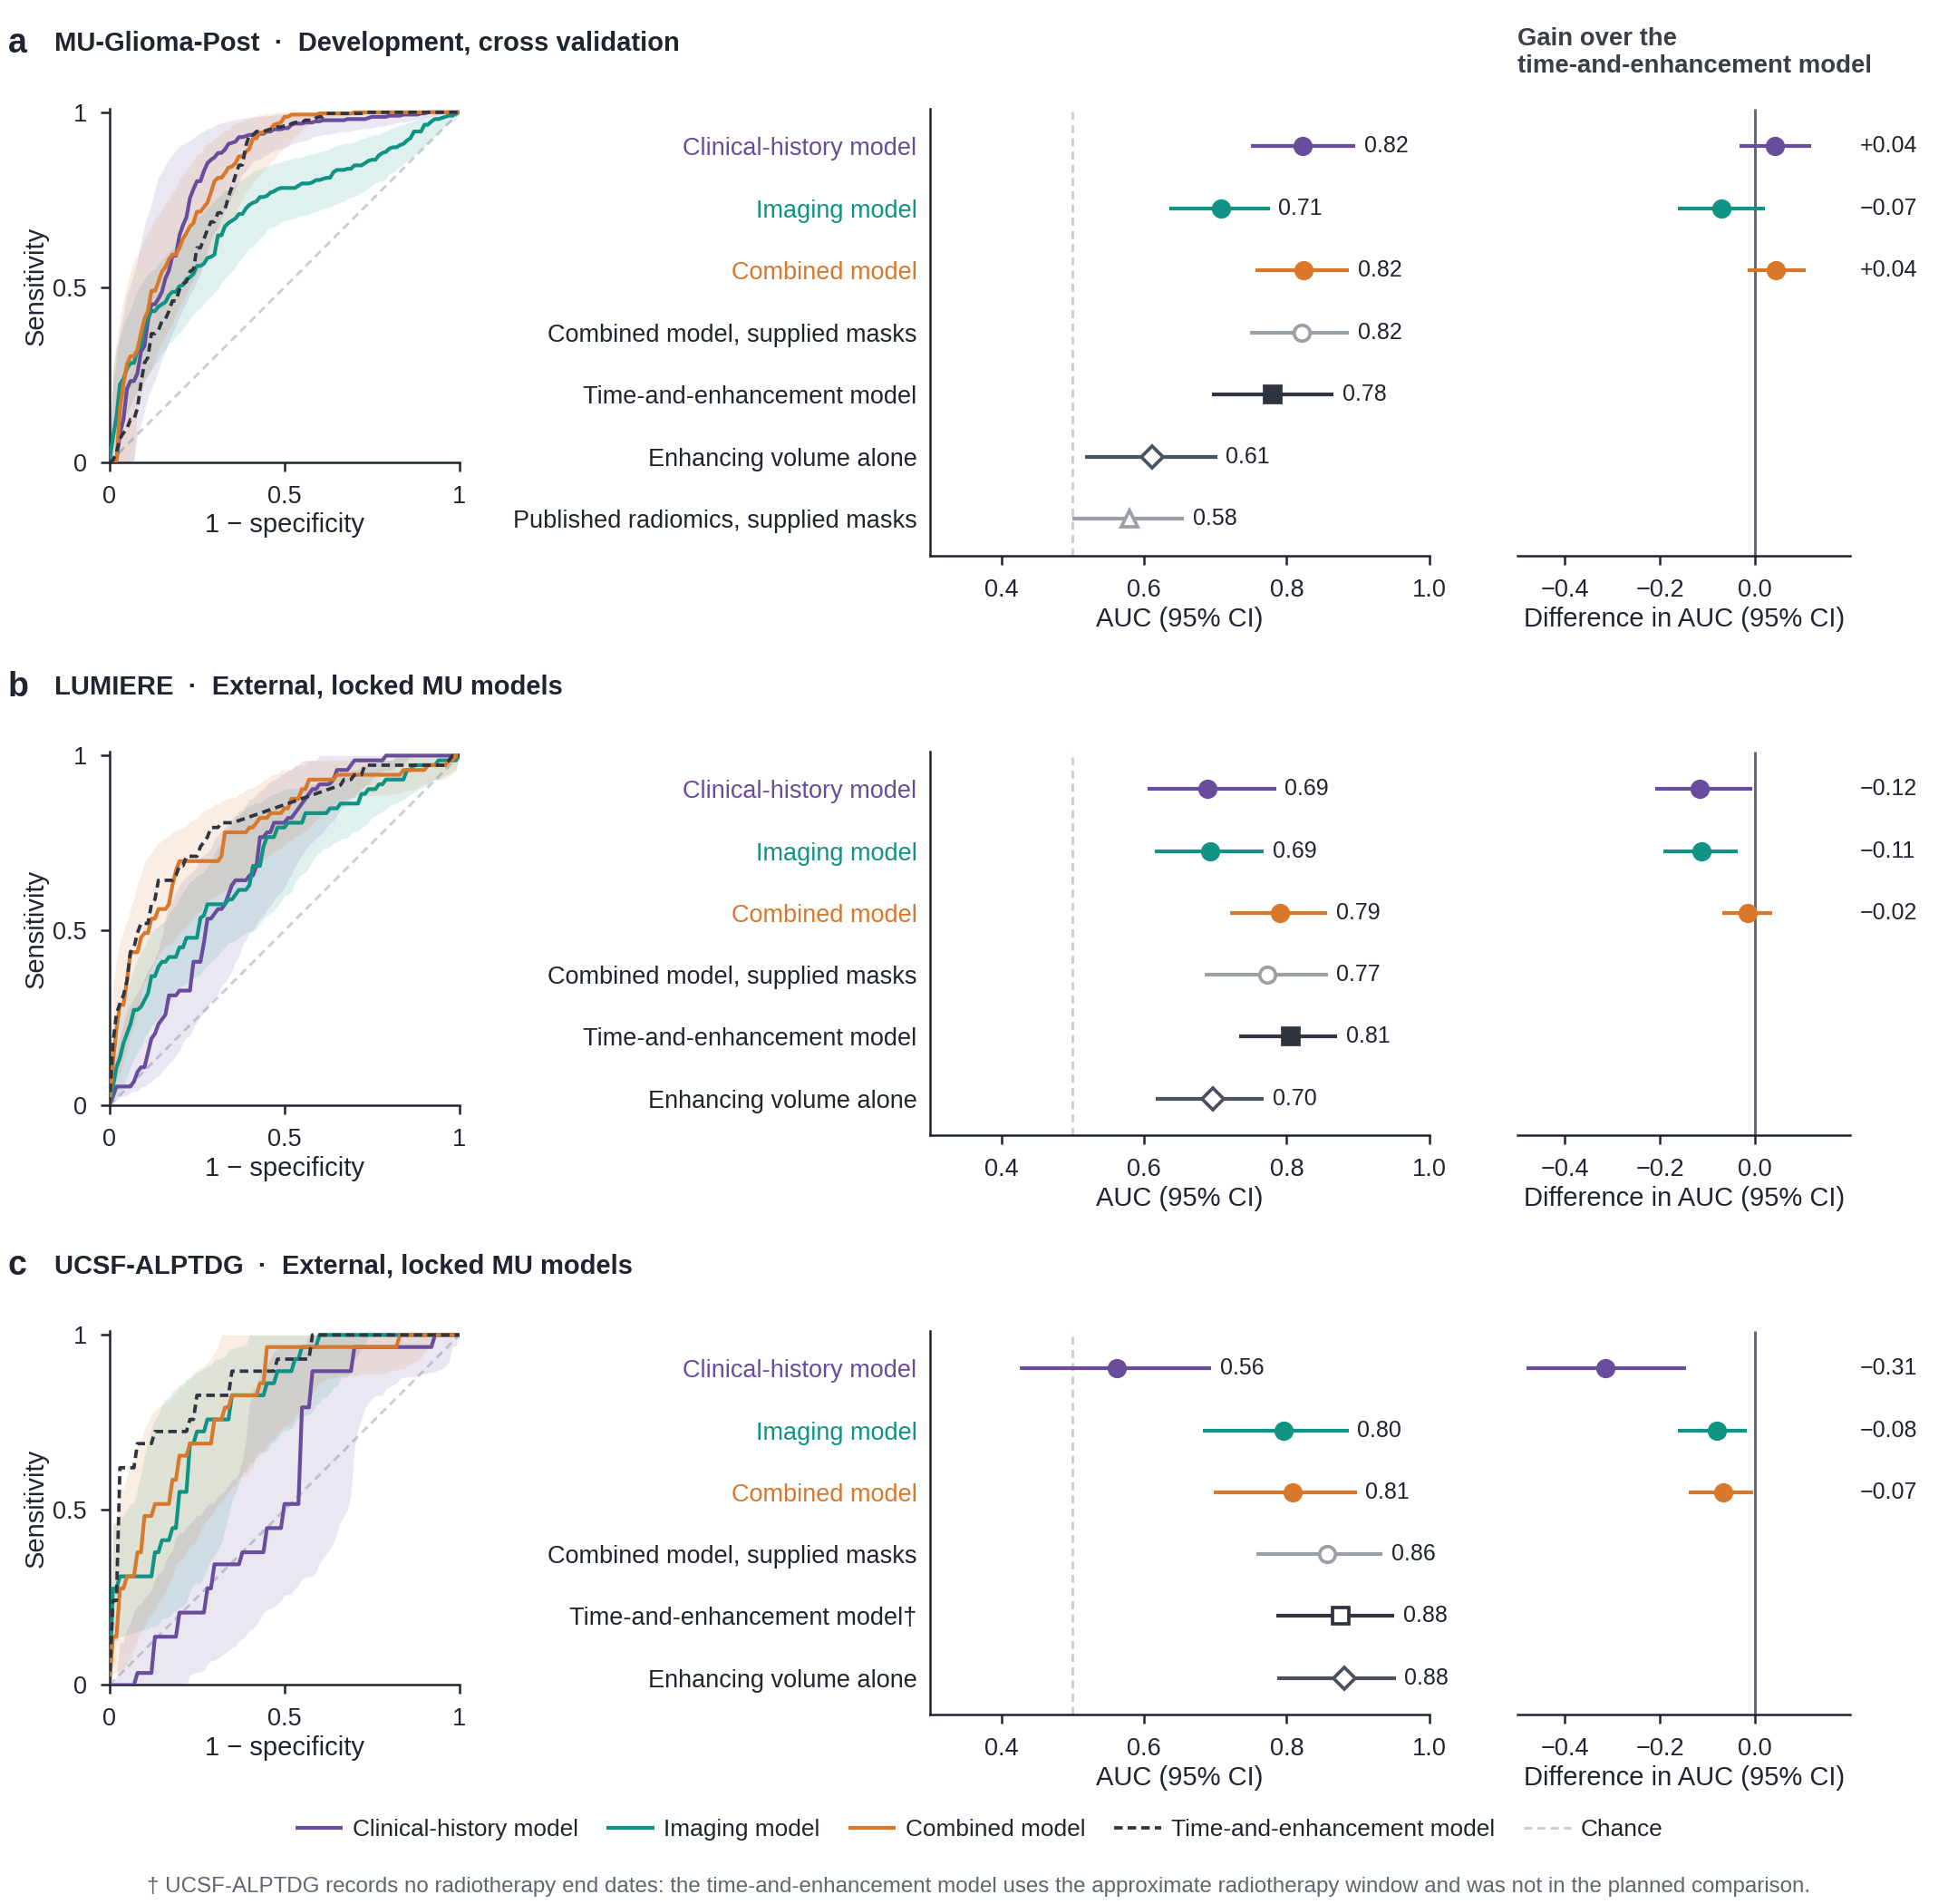 a MU-Glioma-Post · Development, cross validation
Gain over the
time-and-enhancement model
1
0.5
0
Sensitivity
0 0.5 1
1 − specificity
Clinical-history model 0.82 +0.04
Imaging model 0.71 −0.07
Combined model 0.82 +0.04
Combined model, supplied masks 0.82
Time-and-enhancement model 0.78
Enhancing volume alone 0.61
Published radiomics, supplied masks 0.58
0.4 0.6 0.8 1.0
AUC (95% CI)
−0.4 −0.2 0.0
Difference in AUC (95% CI)
b LUMIERE · External, locked MU models
1
0.5
0
Sensitivity
0 0.5 1
1 − specificity
Clinical-history model 0.69 −0.12
Imaging model 0.69 −0.11
Combined model 0.79 −0.02
Combined model, supplied masks 0.77
Time-and-enhancement model 0.81
Enhancing volume alone 0.70
0.4 0.6 0.8 1.0
AUC (95% CI)
−0.4 −0.2 0.0
Difference in AUC (95% CI)
c UCSF-ALPTDG · External, locked MU models
1
0.5
0
Sensitivity
0 0.5 1
1 − specificity
Clinical-history model 0.56 −0.31
Imaging model 0.80 −0.08
Combined model 0.81 −0.07
Combined model, supplied masks 0.86
Time-and-enhancement model† 0.88
Enhancing volume alone 0.88
0.4 0.6 0.8 1.0
AUC (95% CI)
−0.4 −0.2 0.0
Difference in AUC (95% CI)
Clinical-history model Imaging model Combined model Time-and-enhancement model Chance
† UCSF-ALPTDG records no radiotherapy end dates: the time-and-enhancement model uses the approximate radiotherapy window and was not in the planned comparison.